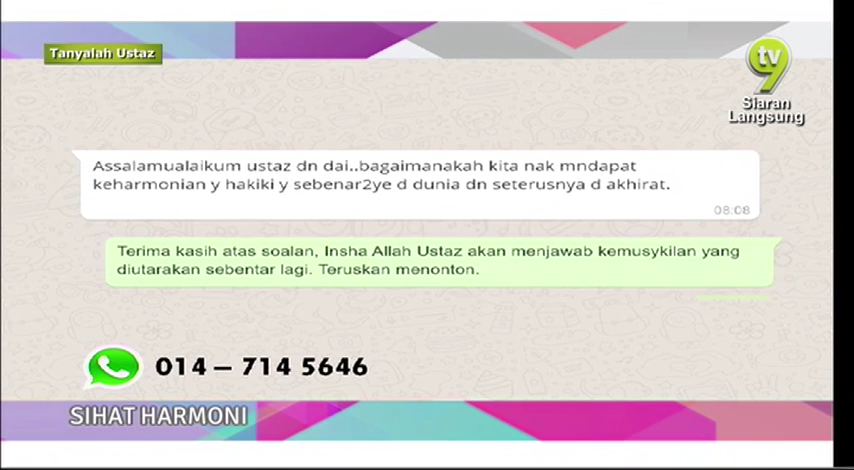 Tanyalah Ustaz
tv
9
Siaran
Langsung
Assalamualaikum ustaz dn dai..bagaimanakah kita nak mndapat
keharmonian y hakiki y sebenar2ye d dunia dn seterusnya d akhirat.
08:08
Terima kasih atas soalan, Insha Allah Ustaz akan menjawab kemusykilan yang
diutarakan sebentar lagi. Teruskan menonton.
014 – 714 5646
SIHAT HARMONI